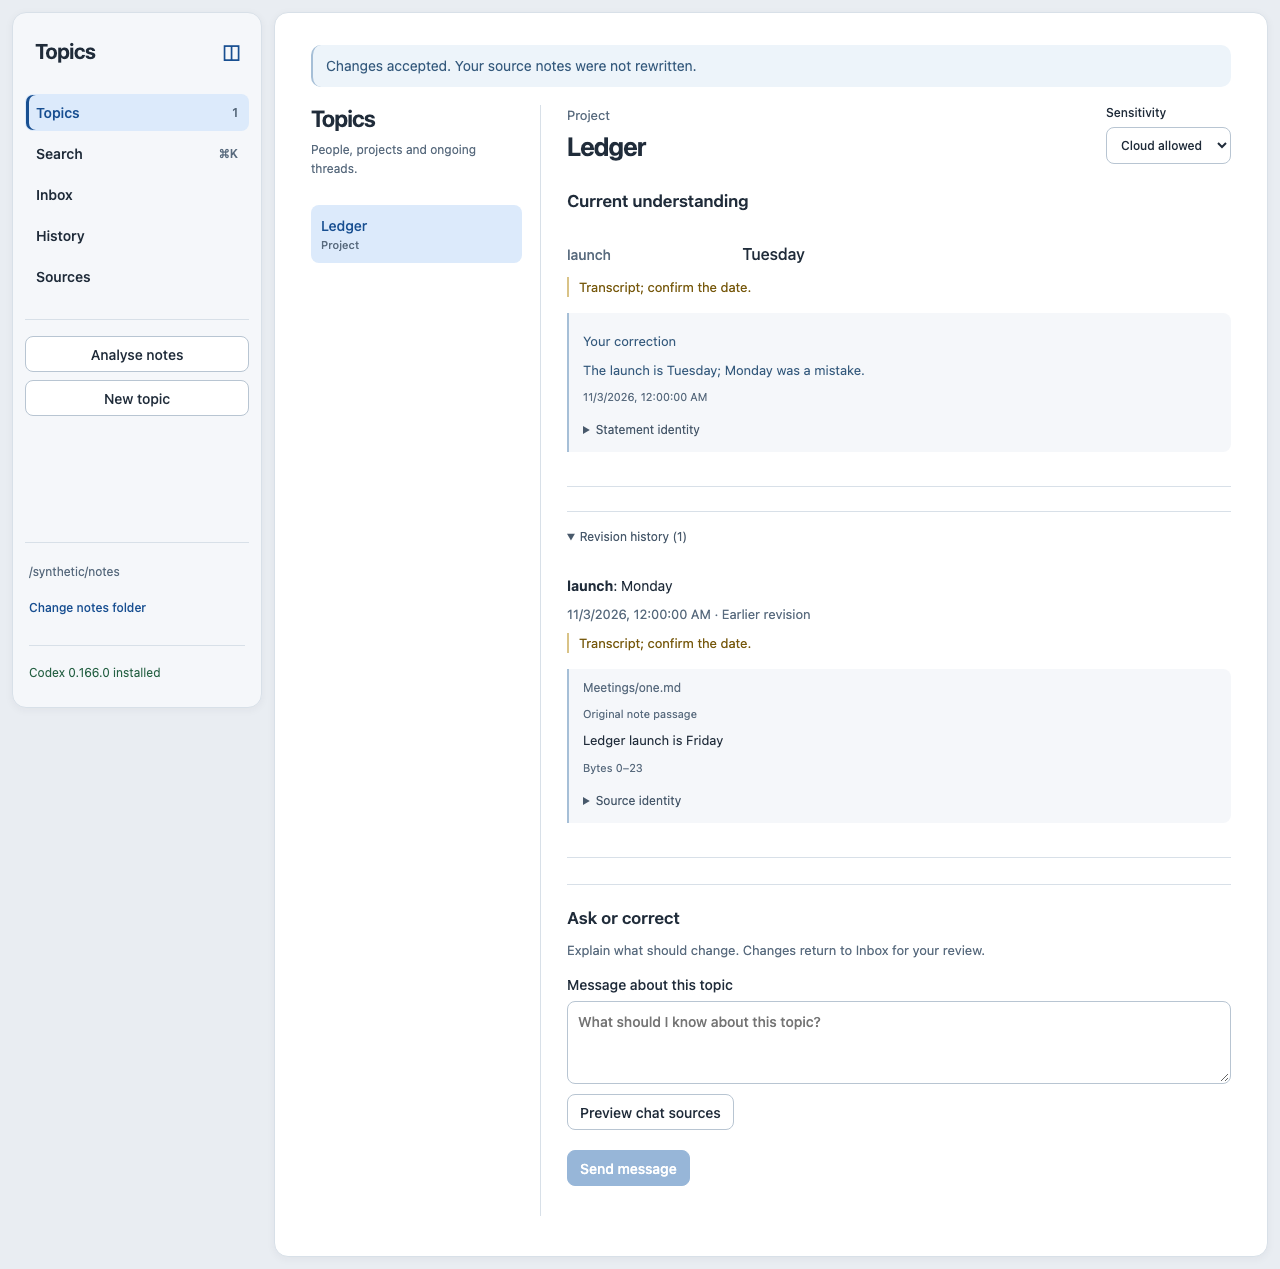 Topics
Topics 1
Search ⌘K
Inbox
History
Sources
Analyse notes
New topic
/synthetic/notes
Change notes folder
Codex 0.166.0 installed
Changes accepted. Your source notes were not rewritten.
Topics
People, projects and ongoing
threads.
Ledger
Project
Project
Ledger
Sensitivity
Cloud allowed
Current understanding
launch Tuesday
Transcript; confirm the date.
Your correction
The launch is Tuesday; Monday was a mistake.
11/3/2026, 12:00:00 AM
Statement identity
Revision history (1)
launch: Monday
11/3/2026, 12:00:00 AM · Earlier revision
Transcript; confirm the date.
Meetings/one.md
Original note passage
Ledger launch is Friday
Bytes 0–23
Source identity
Ask or correct
Explain what should change. Changes return to Inbox for your review.
Message about this topic
What should I know about this topic?
Preview chat sources
Send message